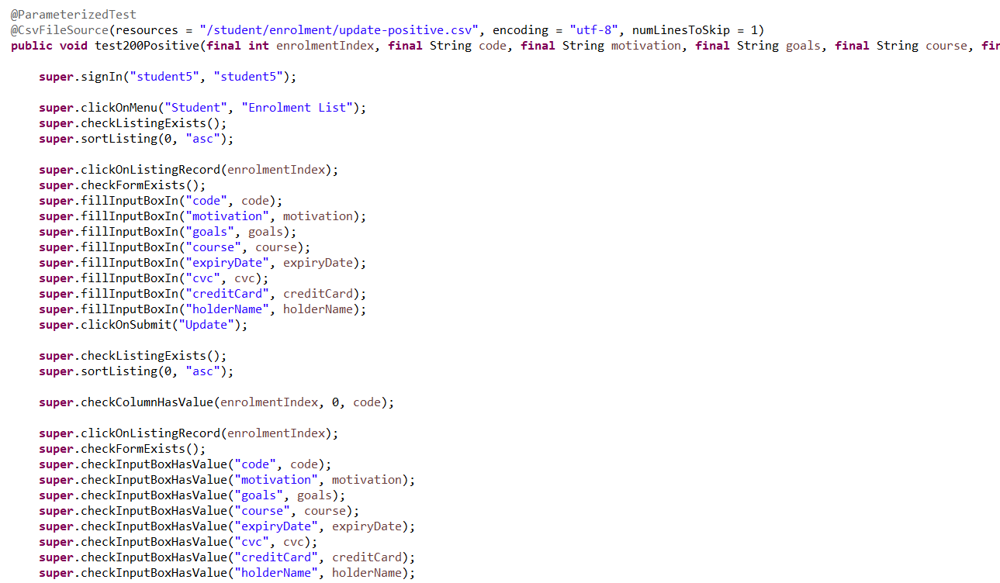 @ParameterizedTest
@CsvFileSource(resources = "/student/enrolment/update-positive.csv", encoding = "utf-8", numLinesToSkip = 1)
public void test200Positive(final int enrolmentIndex, final String code, final String motivation, final String goals, final String course, fir
super.signIn("student5", "student5");
super.clickOnMenu("Student", "Enrolment List");
super.checkListingExists();
super.sortListing(0, "asc");
super.clickOnListingRecord(enrolmentIndex);
super.checkFormExists();
super.fillInputBoxIn("code", code);
super.fillInputBoxIn("motivation", motivation);
super.fillInputBoxIn("goals", goals);
super.fillInputBoxIn("course", course);
super.fillInputBoxIn("expiryDate", expiryDate);
super.fillInputBoxIn("cvc", cvc);
super.fillInputBoxIn("creditCard", creditCard);
super.fillInputBoxIn("holderName", holderName);
super.clickOnSubmit("Update");
super.checkListingExists();
super.sortListing(0, "asc");
super.checkColumnHasValue(enrolmentIndex, 0, code);
super.clickOnListingRecord(enrolmentIndex);
super.checkFormExists();
super.checkInputBoxHasValue("code", code);
super.checkInputBoxHasValue("motivation", motivation);
super.checkInputBoxHasValue("goals", goals);
super.checkInputBoxHasValue("course", course);
super.checkInputBoxHasValue("expiryDate", expiryDate);
super.checkInputBoxHasValue("cvc", cvc);
super.checkInputBoxHasValue("creditCard", creditCard);
super.checkInputBoxHasValue("holderName", holderName);